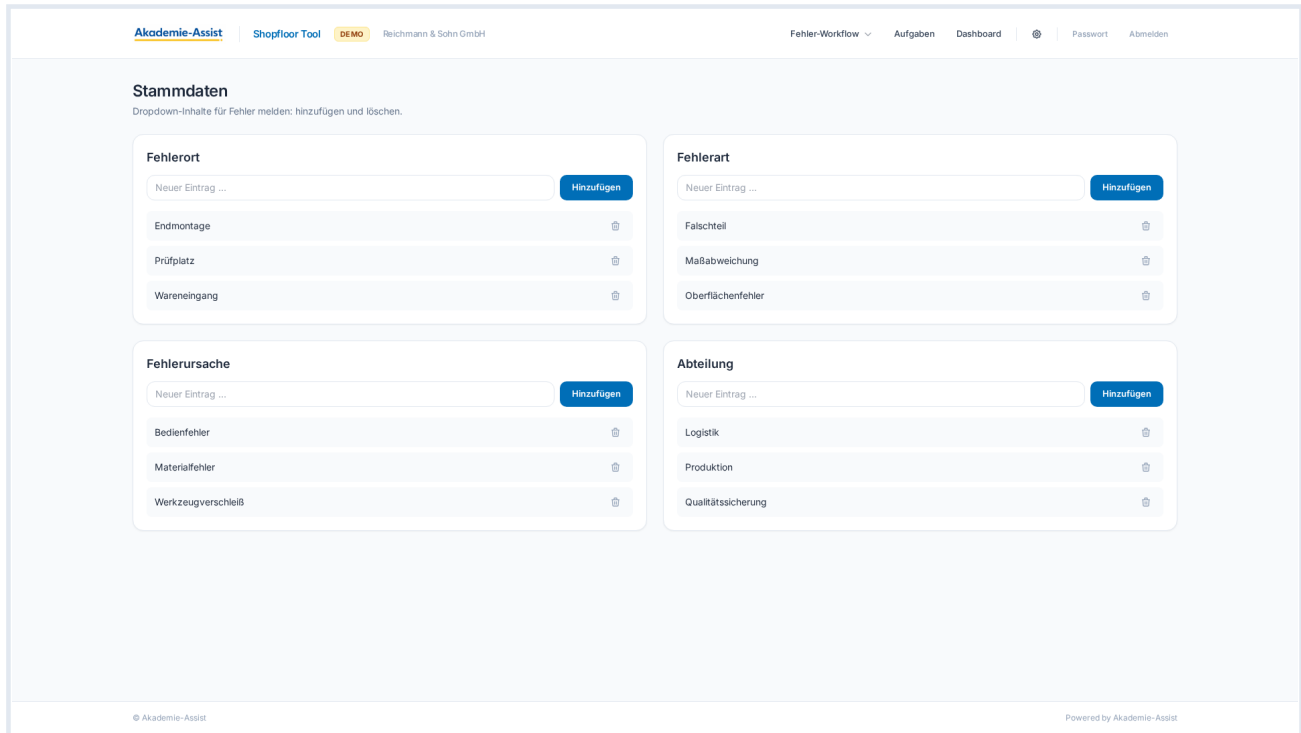 Akademie-Assist Shopfloor Tool DEMO Reichmann & Sohn GmbH Fehler-Workflow Aufgaben Dashboard Passwort Abmelden
Stammdaten
Dropdown-Inhalte für Fehler melden: hinzufügen und löschen.
Fehlerort
Neuer Eintrag ... Hinzufügen
Endmontage
Prüfplatz
Wareneingang
Fehlerart
Neuer Eintrag ... Hinzufügen
Falschteil
Maßabweichung
Oberflächenfehler
Fehlerursache
Neuer Eintrag ... Hinzufügen
Bedienfehler
Materialfehler
Werkzeugverschleiß
Abteilung
Neuer Eintrag ... Hinzufügen
Logistik
Produktion
Qualitätssicherung
© Akademie-Assist Powered by Akademie-Assist